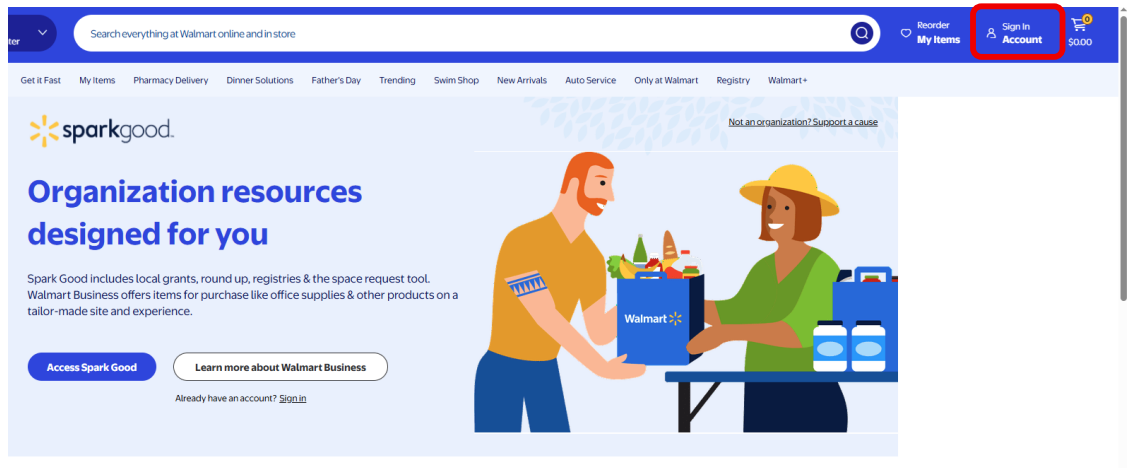 ter
Search everything at Walmart online and in store
Reorder
My Items
Sign In
Account
0
$0.00
Get it Fast My Items Pharmacy Delivery Dinner Solutions Father's Day Trending Swim Shop New Arrivals Auto Service Only at Walmart Registry Walmart+
sparkgood.
Not an organization? Support a cause
Organization resources
designed for you
Spark Good includes local grants, round up, registries & the space request tool.
Walmart Business offers items for purchase like office supplies & other products on a
tailor-made site and experience.
Walmart
Access Spark Good
Learn more about Walmart Business
Already have an account? Sign in